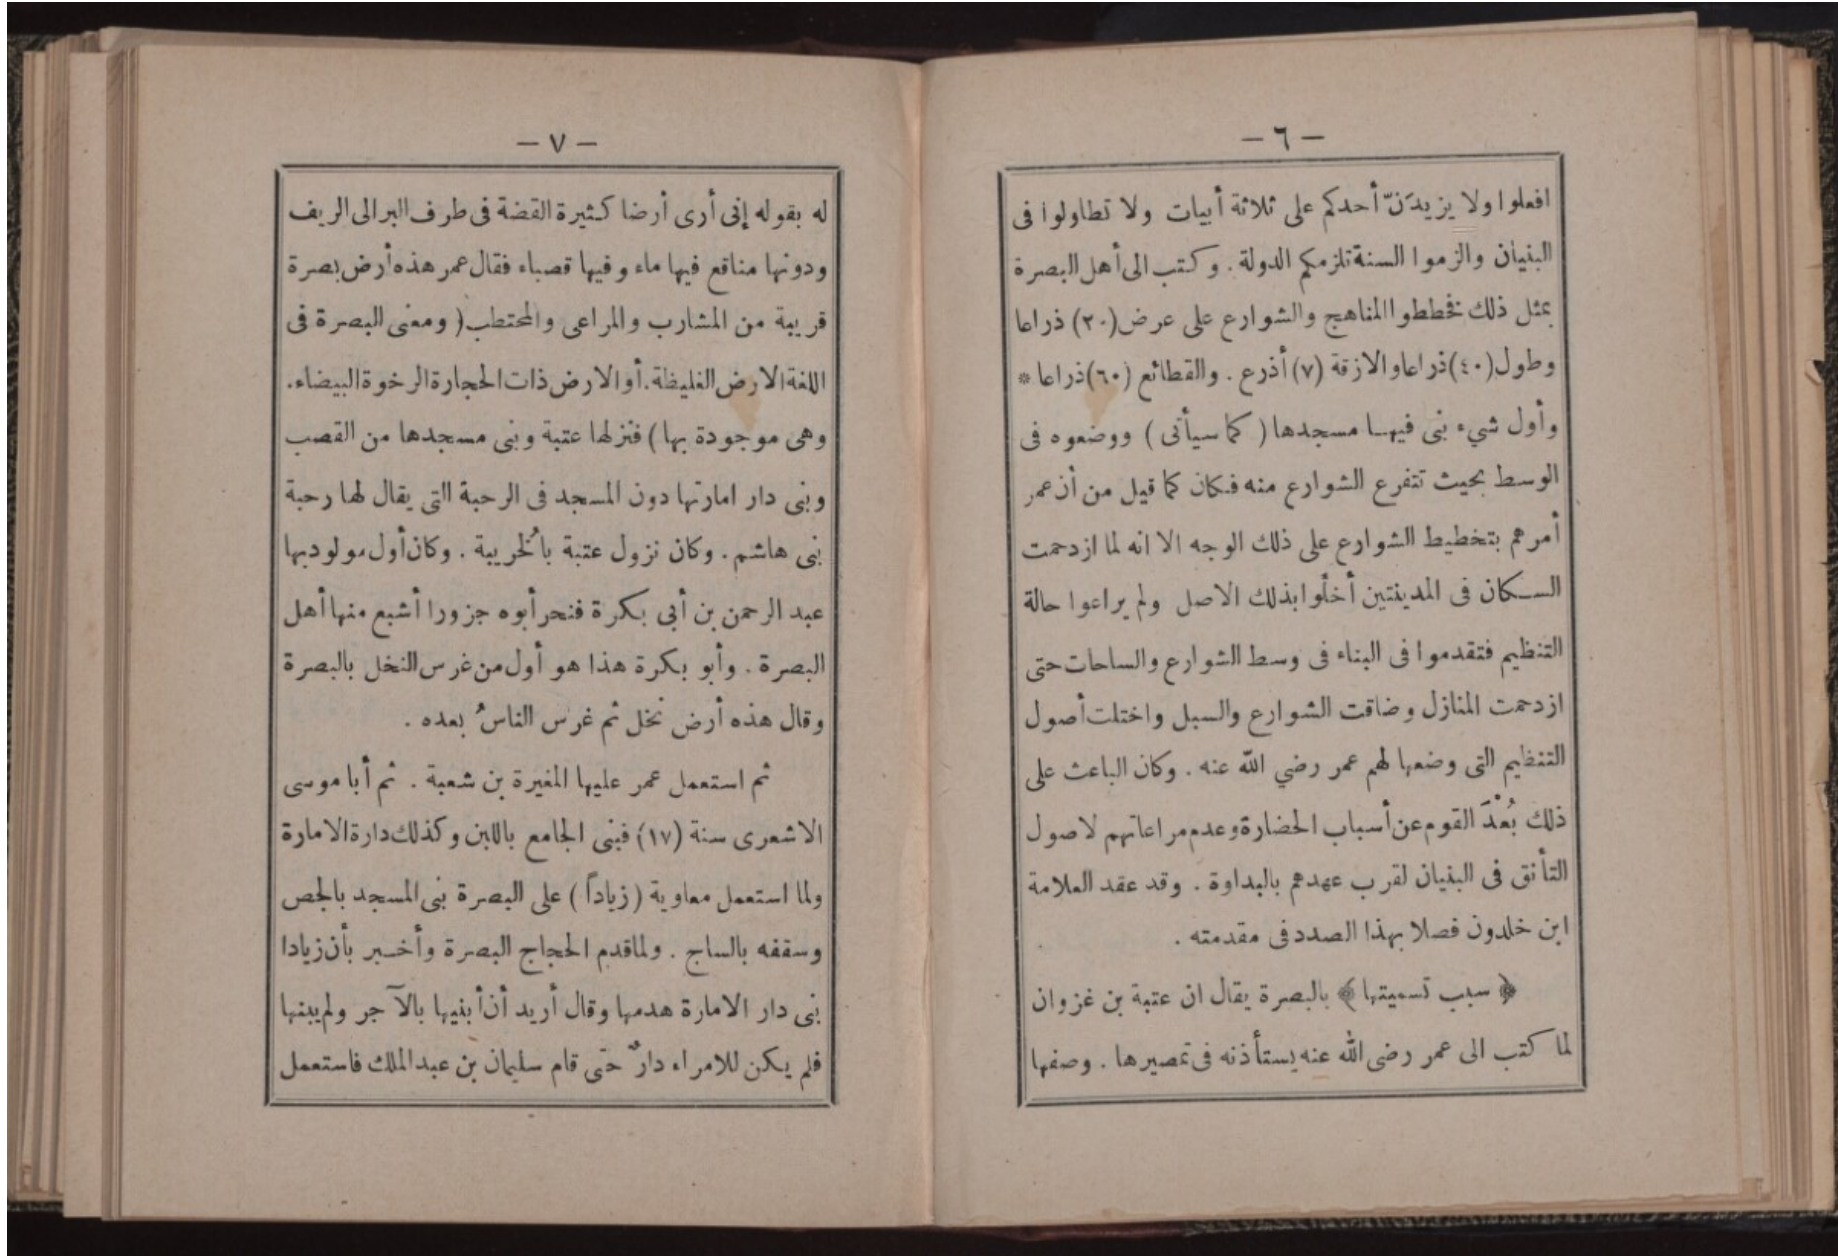 — ٦ —
افعلوا ولا يزيدَنّ أحدكم على ثلاثة أبيات ولا تطاولوا فى
البنيان والزموا السنة تلزمكم الدولة . وكتب الى أهل البصرة
بمثل ذلك فخططوا المناهج والشوارع على عرض (٢٠) ذراعا
وطول (٤٠) ذراعا والازقة (٧) أذرع . والقطائع (٦٠) ذراعا *
وأول شيء بنى فيها مسجدها ( كما سيأتى ) ووضعوه فى
الوسط بحيث تتفرع الشوارع منه فكان كما قيل من أن عمر
أمرهم بتخطيط الشوارع على ذلك الوجه الا انه لما ازدحمت
السكان فى المدينتين أخلّوا بذلك الاصل ولم يراعوا حالة
التنظيم فتقدموا فى البناء فى وسط الشوارع والساحات حتى
ازدحمت المنازل وضاقت الشوارع والسبل واختلت أصول
التنظيم التى وضعها لهم عمر رضي الله عنه . وكان الباعث على
ذلك بُعْدَ القوم عن أسباب الحضارة وعدم مراعاتهم لاصول
التأنق فى البنيان لقرب عهدهم بالبداوة . وقد عقد العلامة
ابن خلدون فصلا بهذا الصدد فى مقدمته .
﴿ سبب تسميتها ﴾ بالبصرة يقال ان عتبة بن غزوان
لما كتب الى عمر رضى الله عنه يستأذنه فى تمصيرها . وصفها
— ٧ —
له بقوله إنى أرى أرضا كثيرة القضة فى طرف البر الى الريف
ودونها مناقع فيها ماء وفيها قصباء فقال عمر هذه أرض بصرة
قريبة من المشارب والمراعى والمحتطب ( ومعنى البصرة فى
اللغة الارض الغليظة . أو الارض ذات الحجارة الرخوة البيضاء .
وهى موجودة بها ) فنزلها عتبة وبنى مسجدها من القصب
وبنى دار امارتها دون المسجد فى الرحبة التى يقال لها رحبة
بنى هاشم . وكان نزول عتبة بالخُريبة . وكان أول مولود بها
عبد الرحمن بن أبى بكرة فنحر أبوه جزورا أشبع منها أهل
البصرة . وأبو بكرة هذا هو أول من غرس النخل بالبصرة
وقال هذه أرض نخل ثم غرس الناسُ بعده .
ثم استعمل عمر عليها المغيرة بن شعبة . ثم أبا موسى
الاشعرى سنة (١٧) فبنى الجامع باللبن وكذلك دارة الامارة
ولما استعمل معاوية ( زياداً ) على البصرة بنى المسجد بالجص
وسقفه بالساج . ولما قدم الحجاج البصرة وأخبر بأن زيادا
بنى دار الامارة هدمها وقال أريد أن أبنيها بالآجر ولم يبنها
فلم يكن للامراء دارٌ حتى قام سليمان بن عبد الملك فاستعمل